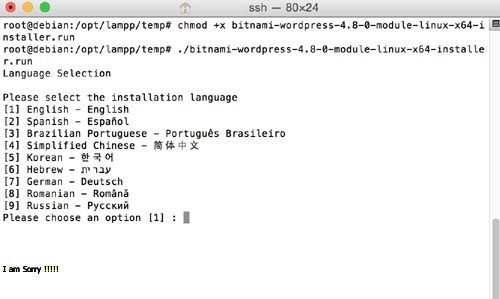 ssh — 80×24
root@debian:/opt/lampp/temp# chmod +x bitnami-wordpress-4.8-0-module-linux-x64-i
nstaller.run
root@debian:/opt/lampp/temp# ./bitnami-wordpress-4.8-0-module-linux-x64-installe
r.run
Language Selection
Please select the installation language
[1] English - English
[2] Spanish - Español
[3] Brazilian Portuguese - Português Brasileiro
[4] Simplified Chinese - 简体中文
[5] Korean - 한국어
[6] Hebrew - עברית
[7] German - Deutsch
[8] Romanian - Română
[9] Russian - Русский
Please choose an option [1] :
I am Sorry !!!!!